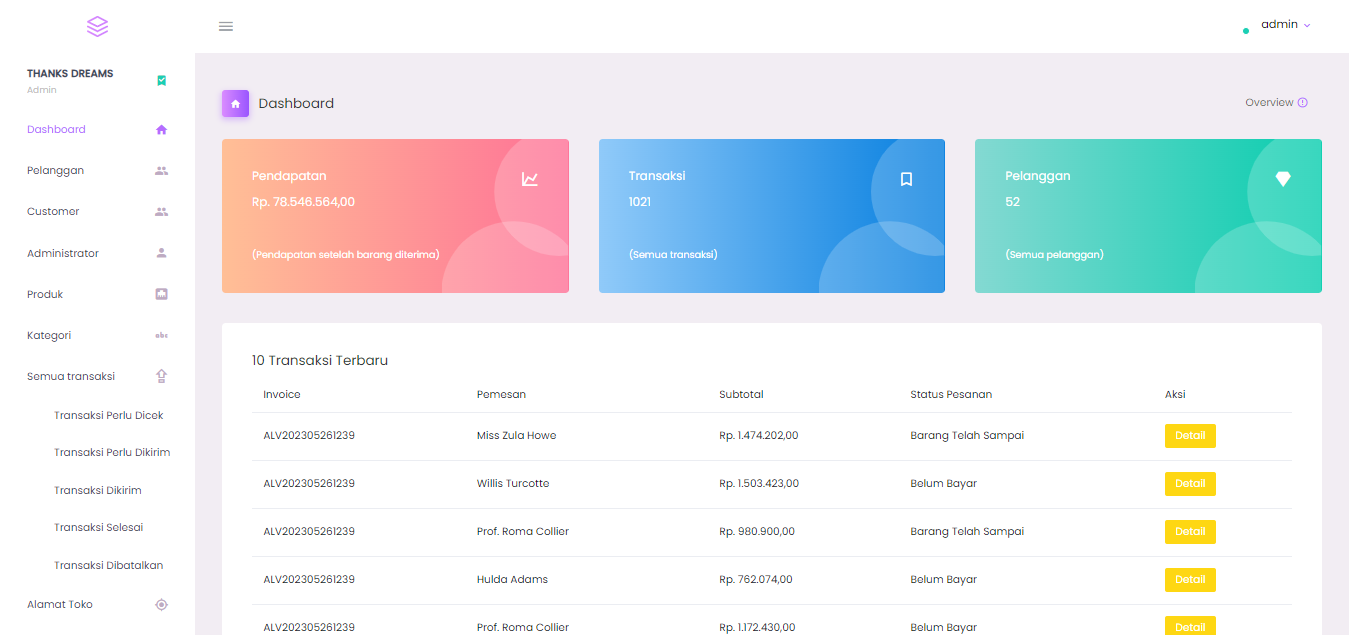 admin
THANKS DREAMS
Admin
Dashboard
Pelanggan
Customer
Administrator
Produk
Kategori
Semua transaksi
Transaksi Perlu Dicek
Transaksi Perlu Dikirim
Transaksi Dikirim
Transaksi Selesai
Transaksi Dibatalkan
Alamat Toko
Dashboard
Overview
Pendapatan
Rp. 78.546.564,00
(Pendapatan setelah barang diterima)
Transaksi
1021
(Semua transaksi)
Pelanggan
52
(Semua pelanggan)
10 Transaksi Terbaru
Invoice Pemesan Subtotal Status Pesanan Aksi
ALV202305261239 Miss Zula Howe Rp. 1.474.202,00 Barang Telah Sampai Detail
ALV202305261239 Willis Turcotte Rp. 1.503.423,00 Belum Bayar Detail
ALV202305261239 Prof. Roma Collier Rp. 980.900,00 Barang Telah Sampai Detail
ALV202305261239 Hulda Adams Rp. 762.074,00 Belum Bayar Detail
ALV202305261239 Prof. Roma Collier Rp. 1.172.430,00 Belum Bayar Detail